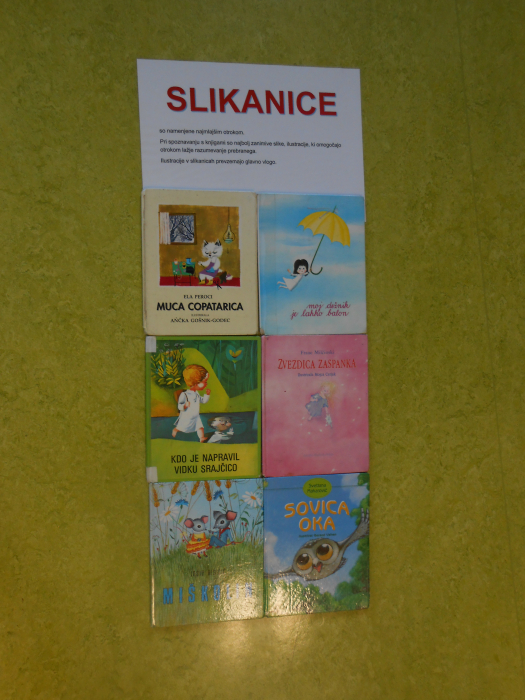 SLIKANICE
so namenjene najmlajšim otrokom.
Pri spoznavanju s knjigami so najbolj zanimive slike, ilustracije, ki omogočajo
otrokom lažje razumevanje prebranega.
Ilustracije v slikanicah prevzemajo glavno vlogo.
ELA PEROCI
MUCA COPATARICA
ANČKA GOŠNIK-GODEC
moj dežnik
je lahko balon
KDO JE NAPRAVIL
VIDKU SRAJČICO
ZVEZDICA ZASPANKA
SOVICA
OKA